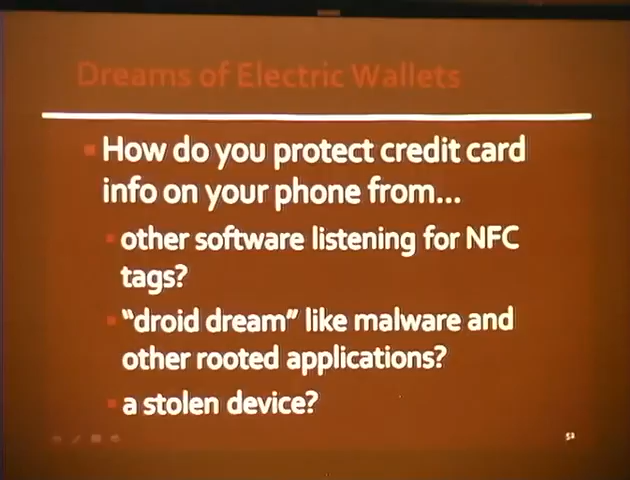 Dreams of Electric Wallets
How do you protect credit card
info on your phone from...
other software listening for NFC
tags?
"droid dream" like malware and
other rooted applications?
a stolen device?